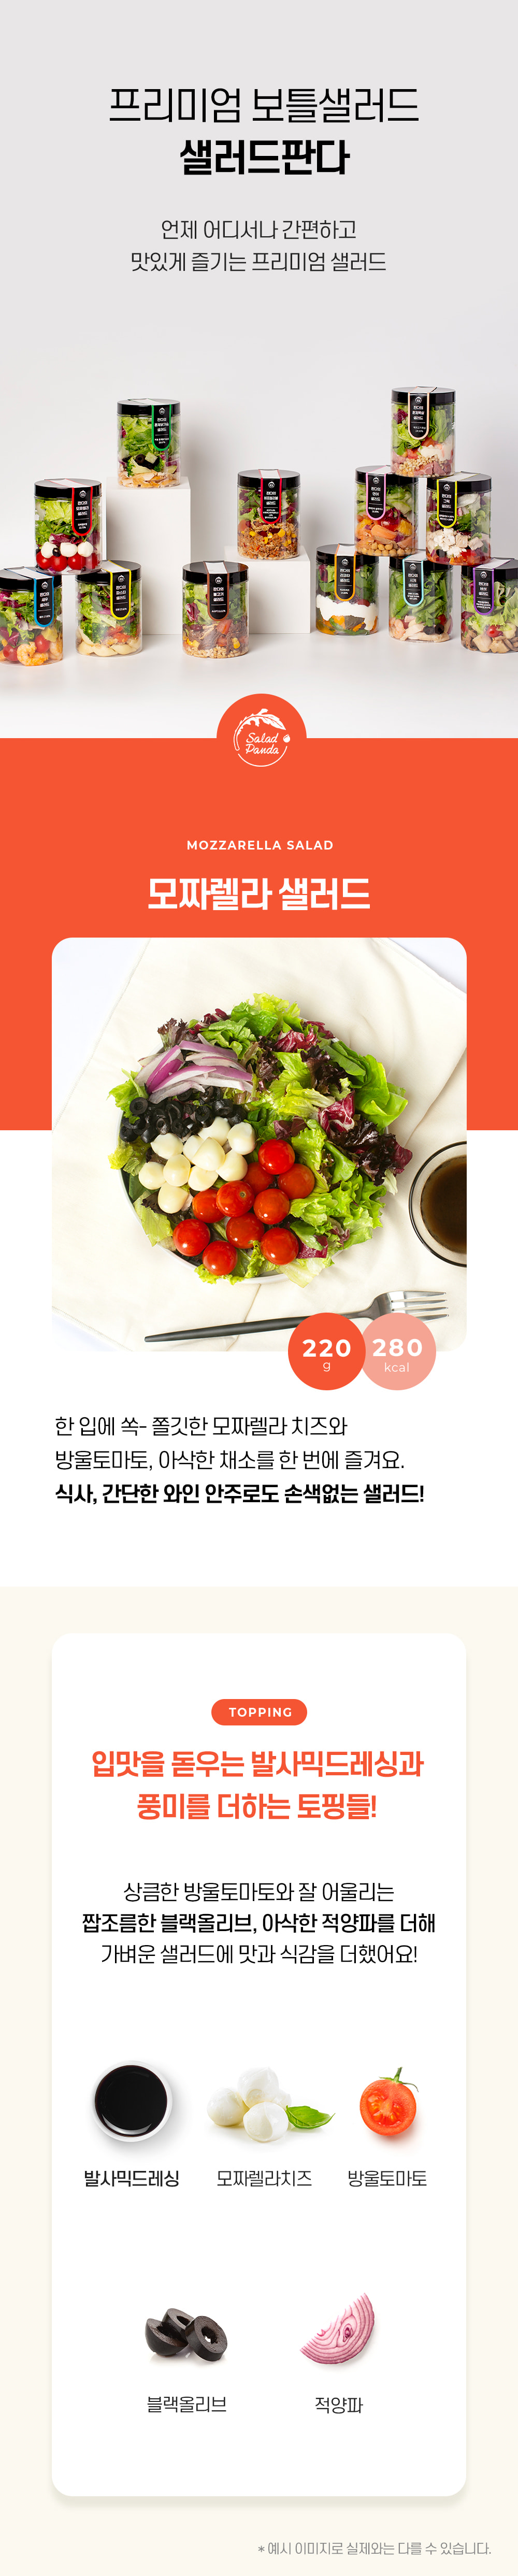 프리미엄 보틀샐러드
샐러드판다
언제 어디서나 간편하고
맛있게 즐기는 프리미엄 샐러드
Salad
Panda
MOZZARELLA SALAD
모짜렐라 샐러드
220
g
280
kcal
한 입에 쏙- 쫄깃한 모짜렐라 치즈와
방울토마토, 아삭한 채소를 한 번에 즐겨요.
식사, 간단한 와인 안주로도 손색없는 샐러드!
TOPPING
입맛을 돋우는 발사믹드레싱과
풍미를 더하는 토핑들!
상큼한 방울토마토와 잘 어울리는
짭조름한 블랙올리브, 아삭한 적양파를 더해
가벼운 샐러드에 맛과 식감을 더했어요!
발사믹드레싱
모짜렐라치즈
방울토마토
블랙올리브
적양파
* 예시 이미지로 실제와는 다를 수 있습니다.